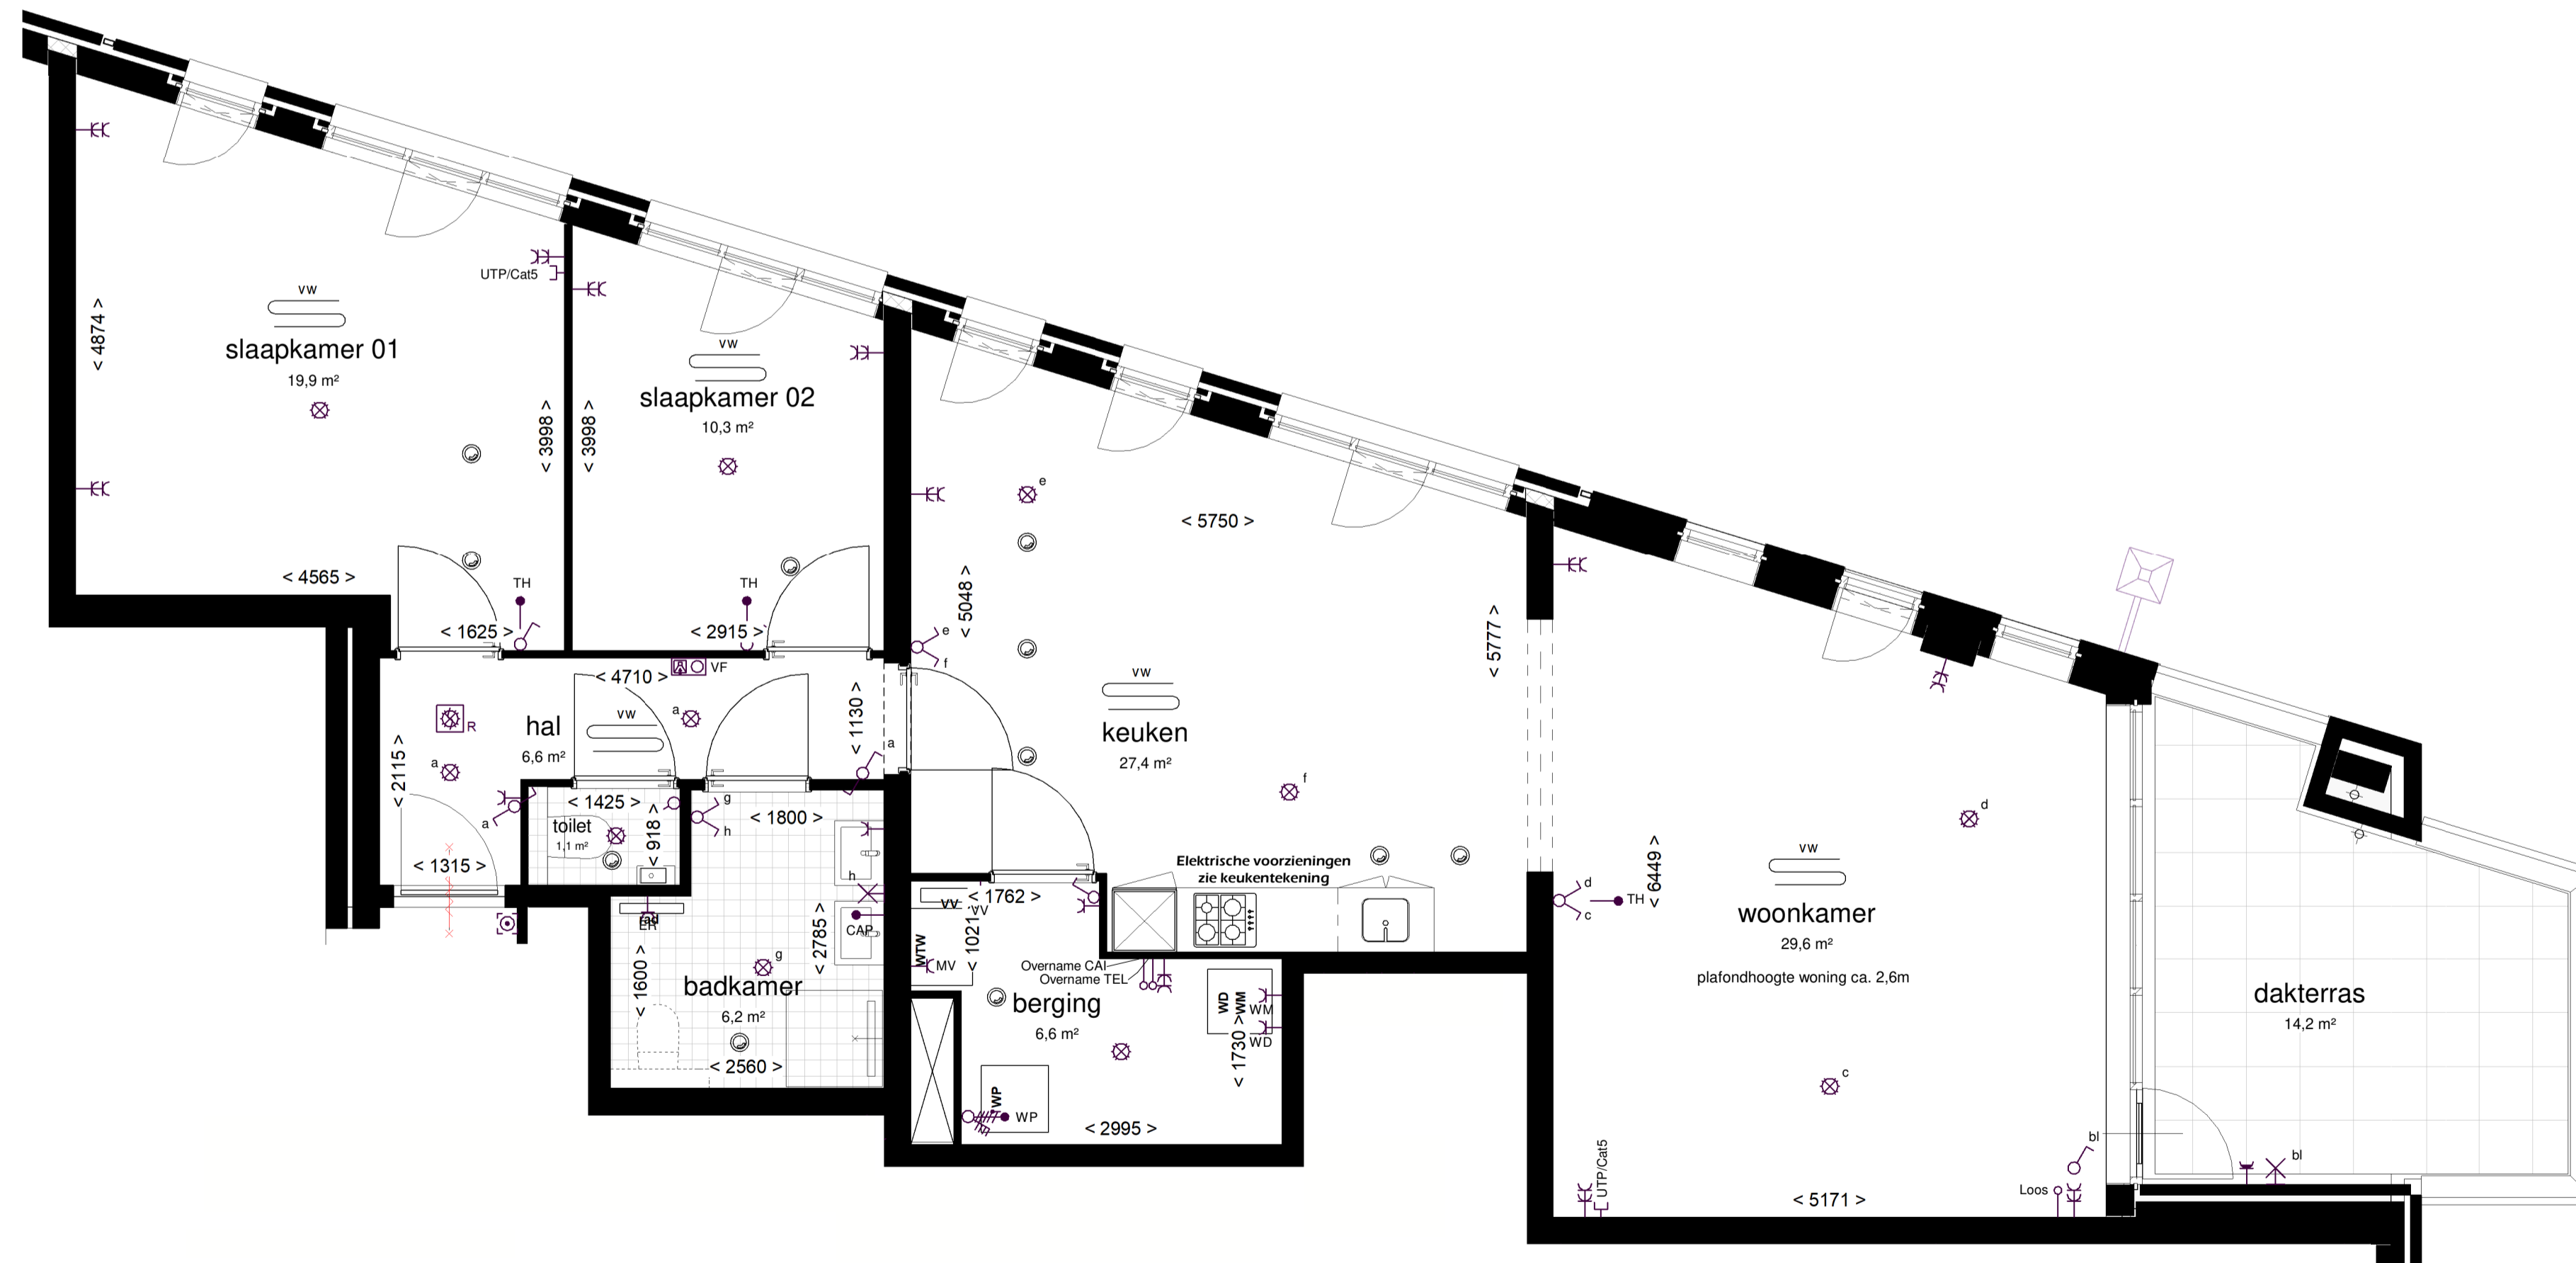 UTP/Cat5
vw
slaapkamer 01
19,9 m²
< 4874 >
< 3998 >
< 3998 >
< 4565 >
TH
< 1625 >
vw
slaapkamer 02
10,3 m²
TH
< 2915 >
< 4710 >
VF
R
hal
6,6 m²
vw
a
a
a
a
< 1130 >
< 2115 >
< 1315 >
< 1425 >
toilet
1,1 m²
< 918 >
g
h
< 1800 >
h
rad
ER
CAP
< 1600 >
< 2785 >
g
badkamer
6,2 m²
< 2560 >
e
e
f
< 5048 >
< 5750 >
< 5777 >
vw
keuken
27,4 m²
f
Elektrische voorzieningen
zie keukentekening
VV
VV
< 1762 >
WTW
MV
< 1021 >
Overname CAI
Overname TEL
berging
6,6 m²
WD
WM
WM
WD
< 1730 >
WP
WP
< 2995 >
d
c
TH
< 6449 >
d
vw
woonkamer
29,6 m²
plafondhoogte woning ca. 2,6m
c
UTP/Cat5
< 5171 >
Loos
bl
bl
dakterras
14,2 m²